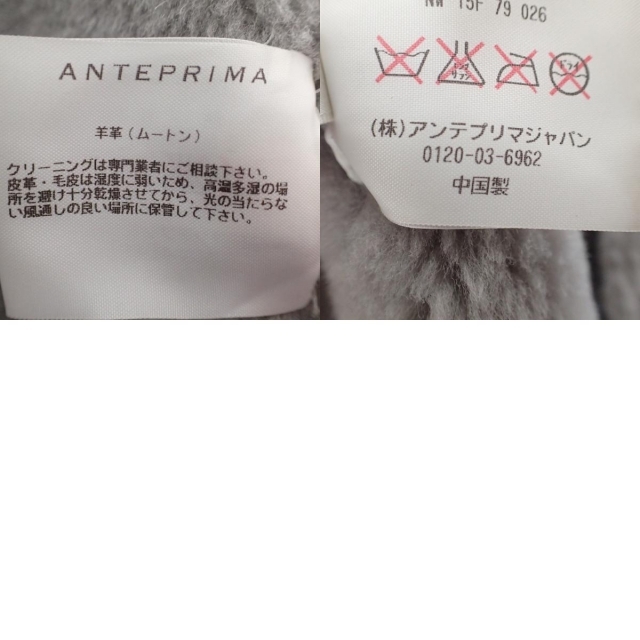 ANTEPRIMA
羊革（ムートン）
クリーニングは専門業者にご相談下さい。
皮革・毛皮は湿度に弱いため、高温多湿の場
所を避け十分乾燥させてから、光の当たらな
い風通しの良い場所に保管して下さい。
15F 79 026
ドライ
(株)アンテプリマジャパン
0120-03-6962
中国製